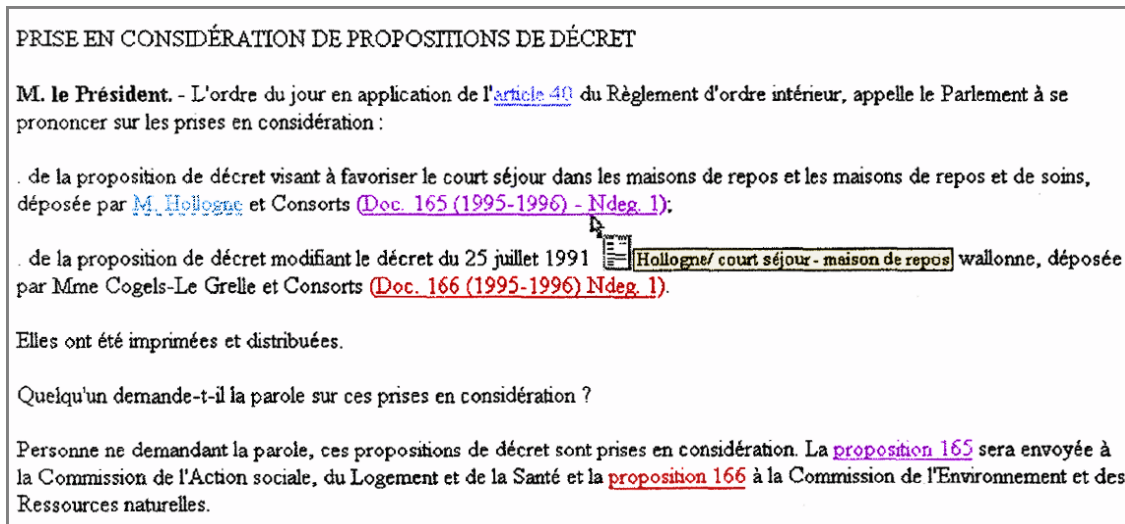 PRISE EN CONSIDÉRATION DE PROPOSITIONS DE DÉCRET
M. le Président. - L'ordre du jour en application de l'article 40 du Règlement d'ordre intérieur, appelle le Parlement à se
prononcer sur les prises en considération :
. de la proposition de décret visant à favoriser le court séjour dans les maisons de repos et les maisons de repos et de soins,
déposée par M. Hollogne et Consorts (Doc. 165 (1995-1996) - Ndeg. 1);
. de la proposition de décret modifiant le décret du 25 juillet 1991 Hollogne/ court séjour - maison de repos wallonne, déposée
par Mme Cogels-Le Grelle et Consorts (Doc. 166 (1995-1996) Ndeg. 1).
Elles ont été imprimées et distribuées.
Quelqu'un demande-t-il la parole sur ces prises en considération ?
Personne ne demandant la parole, ces propositions de décret sont prises en considération. La proposition 165 sera envoyée à
la Commission de l'Action sociale, du Logement et de la Santé et la proposition 166 à la Commission de l'Environnement et des
Ressources naturelles.